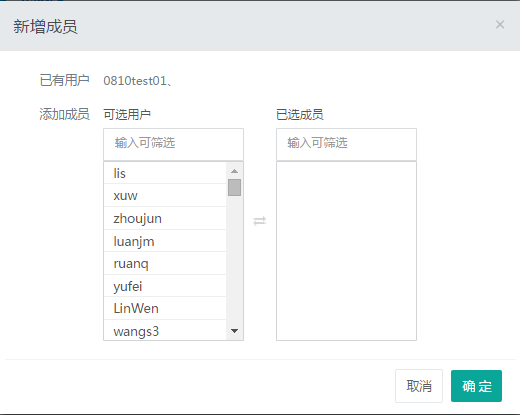 新增成员
×
已有用户 0810test01、
添加成员 可选用户 已选成员
输入可筛选 输入可筛选
lis
xuw
zhoujun
luanjm
ruanq
yufei
LinWen
wangs3
取消 确定